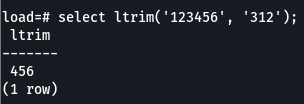 load=# select ltrim('123456', '312');
 ltrim
-------
 456
(1 row)